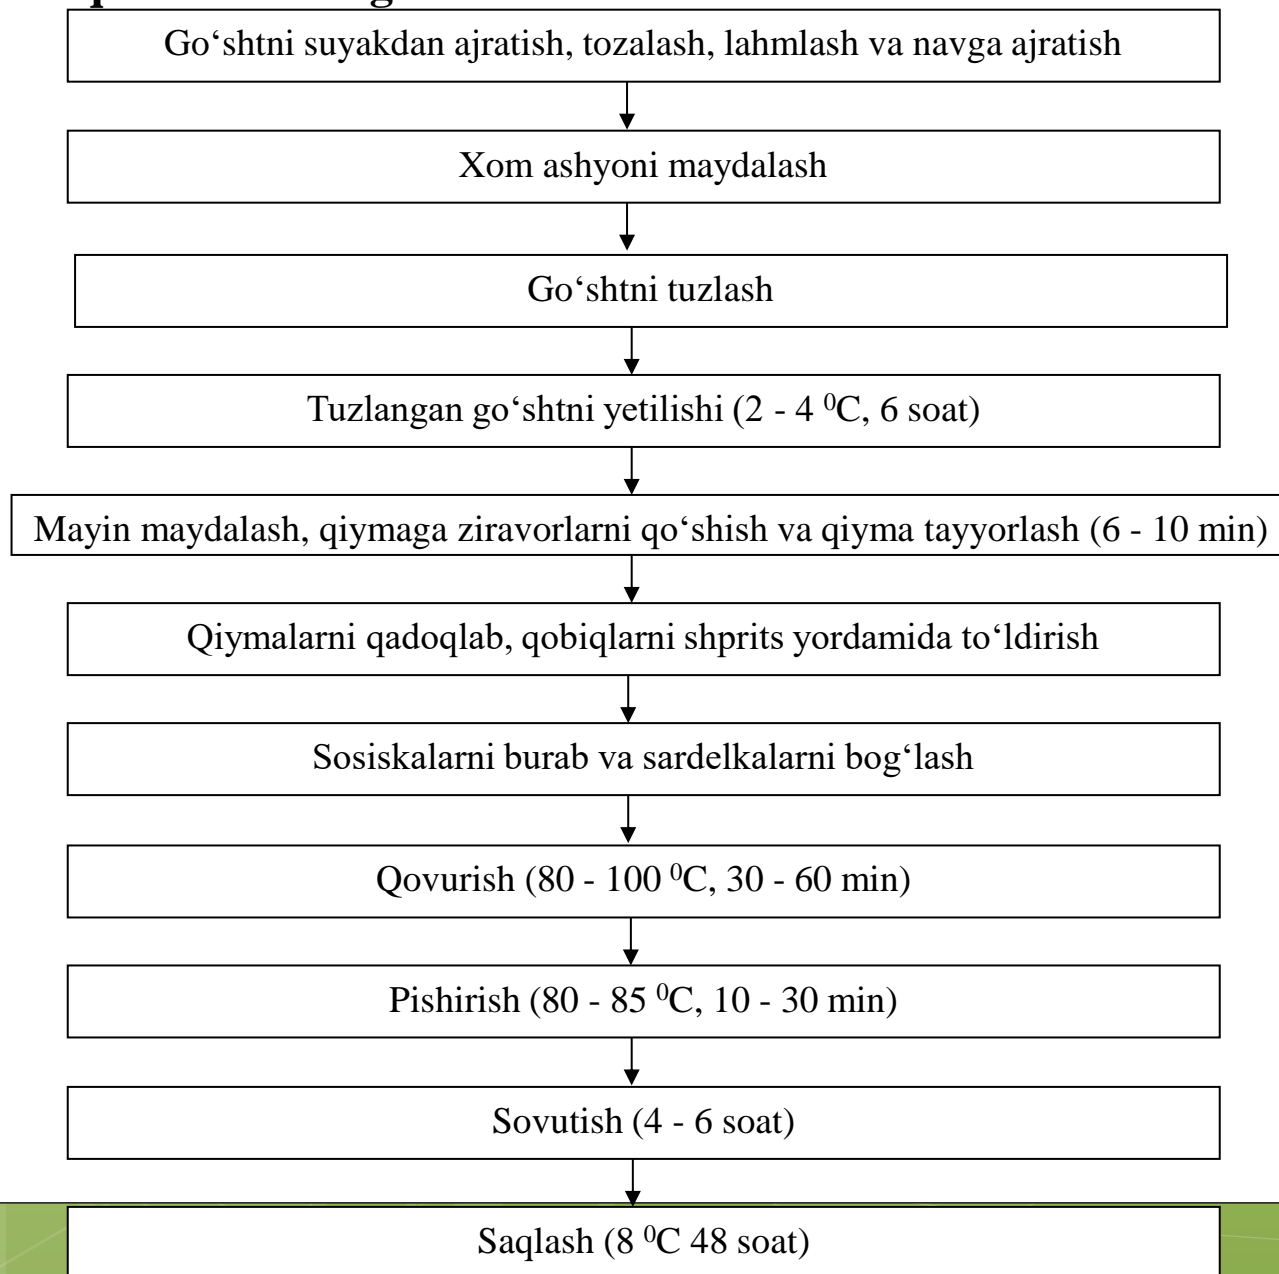 Go‘shtni suyakdan ajratish, tozalash, lahmlash va navga ajratish
Xom ashyoni maydalash
Go‘shtni tuzlash
Tuzlangan go‘shtni yetilishi (2 - 4 ⁰C, 6 soat)
Mayin maydalash, qiymaga ziravorlarni qo‘shish va qiyma tayyorlash (6 - 10 min)
Qiymalarni qadoqlab, qobiqlarni shprits yordamida to‘ldirish
Sosiskalarni burab va sardelkalarni bog‘lash
Qovurish (80 - 100 ⁰C, 30 - 60 min)
Pishirish (80 - 85 ⁰C, 10 - 30 min)
Sovutish (4 - 6 soat)
Saqlash (8 ⁰C 48 soat)